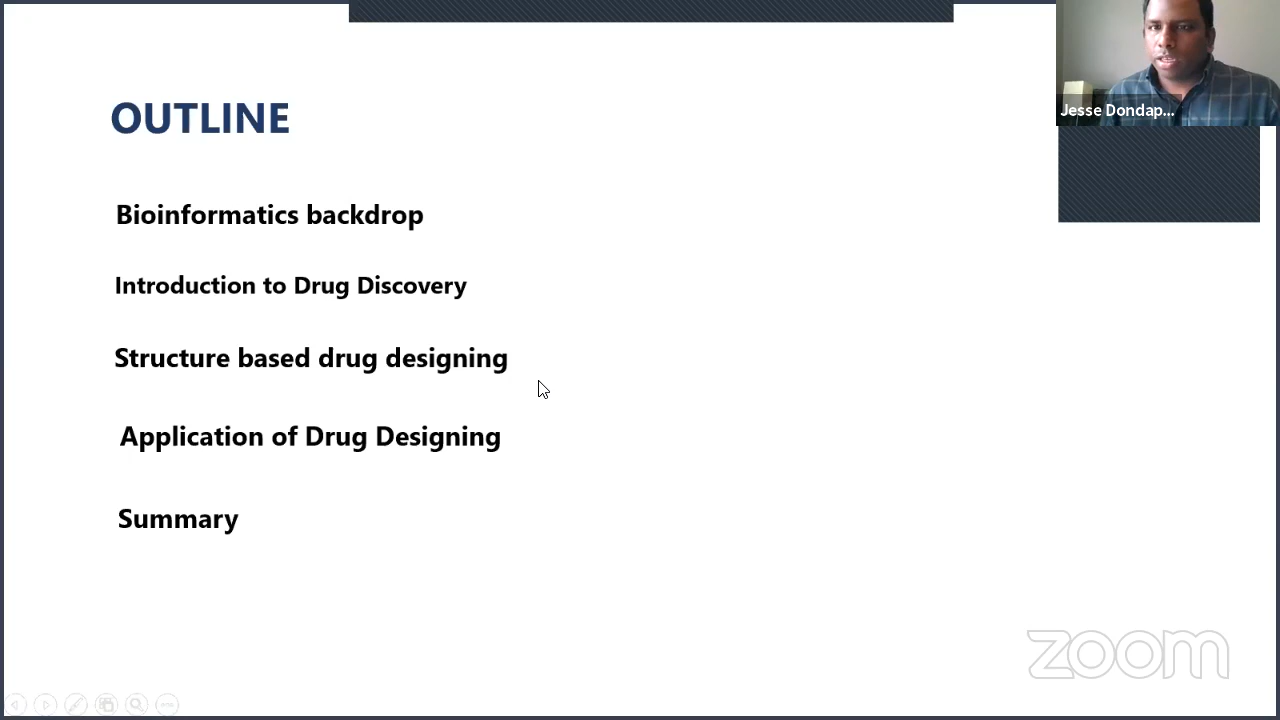 OUTLINE
Jesse Dondap...
Bioinformatics backdrop
Introduction to Drug Discovery
Structure based drug designing
Application of Drug Designing
Summary
zoom